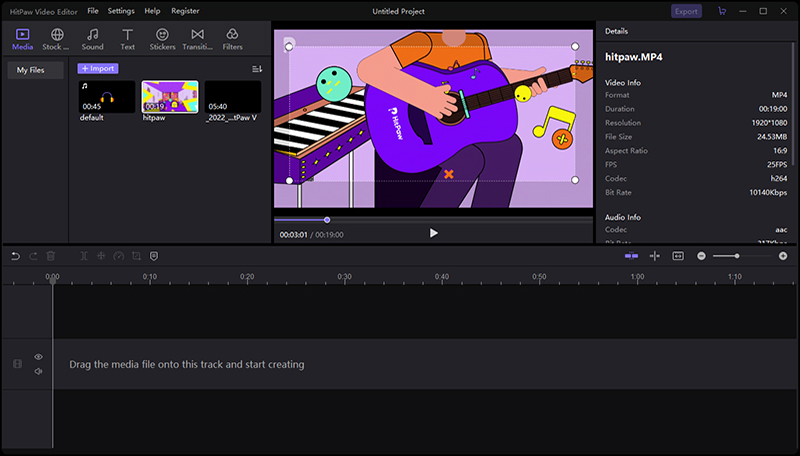 HitPaw Video Editor File Settings Help Register Untitled Project Export
Media Stock ... Sound Text Stickers Transiti... Filters
My Files
+ Import
00:45
00:19
05:40
default
hitpaw
_2022_...tPaw V
HitPaw
00:03:01 / 00:19:00
Details
hitpaw.MP4
Video Info
Format MP4
Duration 00:19:00
Resolution 1920*1080
File Size 24.53MB
Aspect Ratio 16:9
FPS 25FPS
Codec h264
Bit Rate 10140Kbps
Audio Info
Codec aac
Bit Rate 317Kbps
0:00 0:10 0:20 0:30 0:40 0:50 1:00 1:10
Drag the media file onto this track and start creating